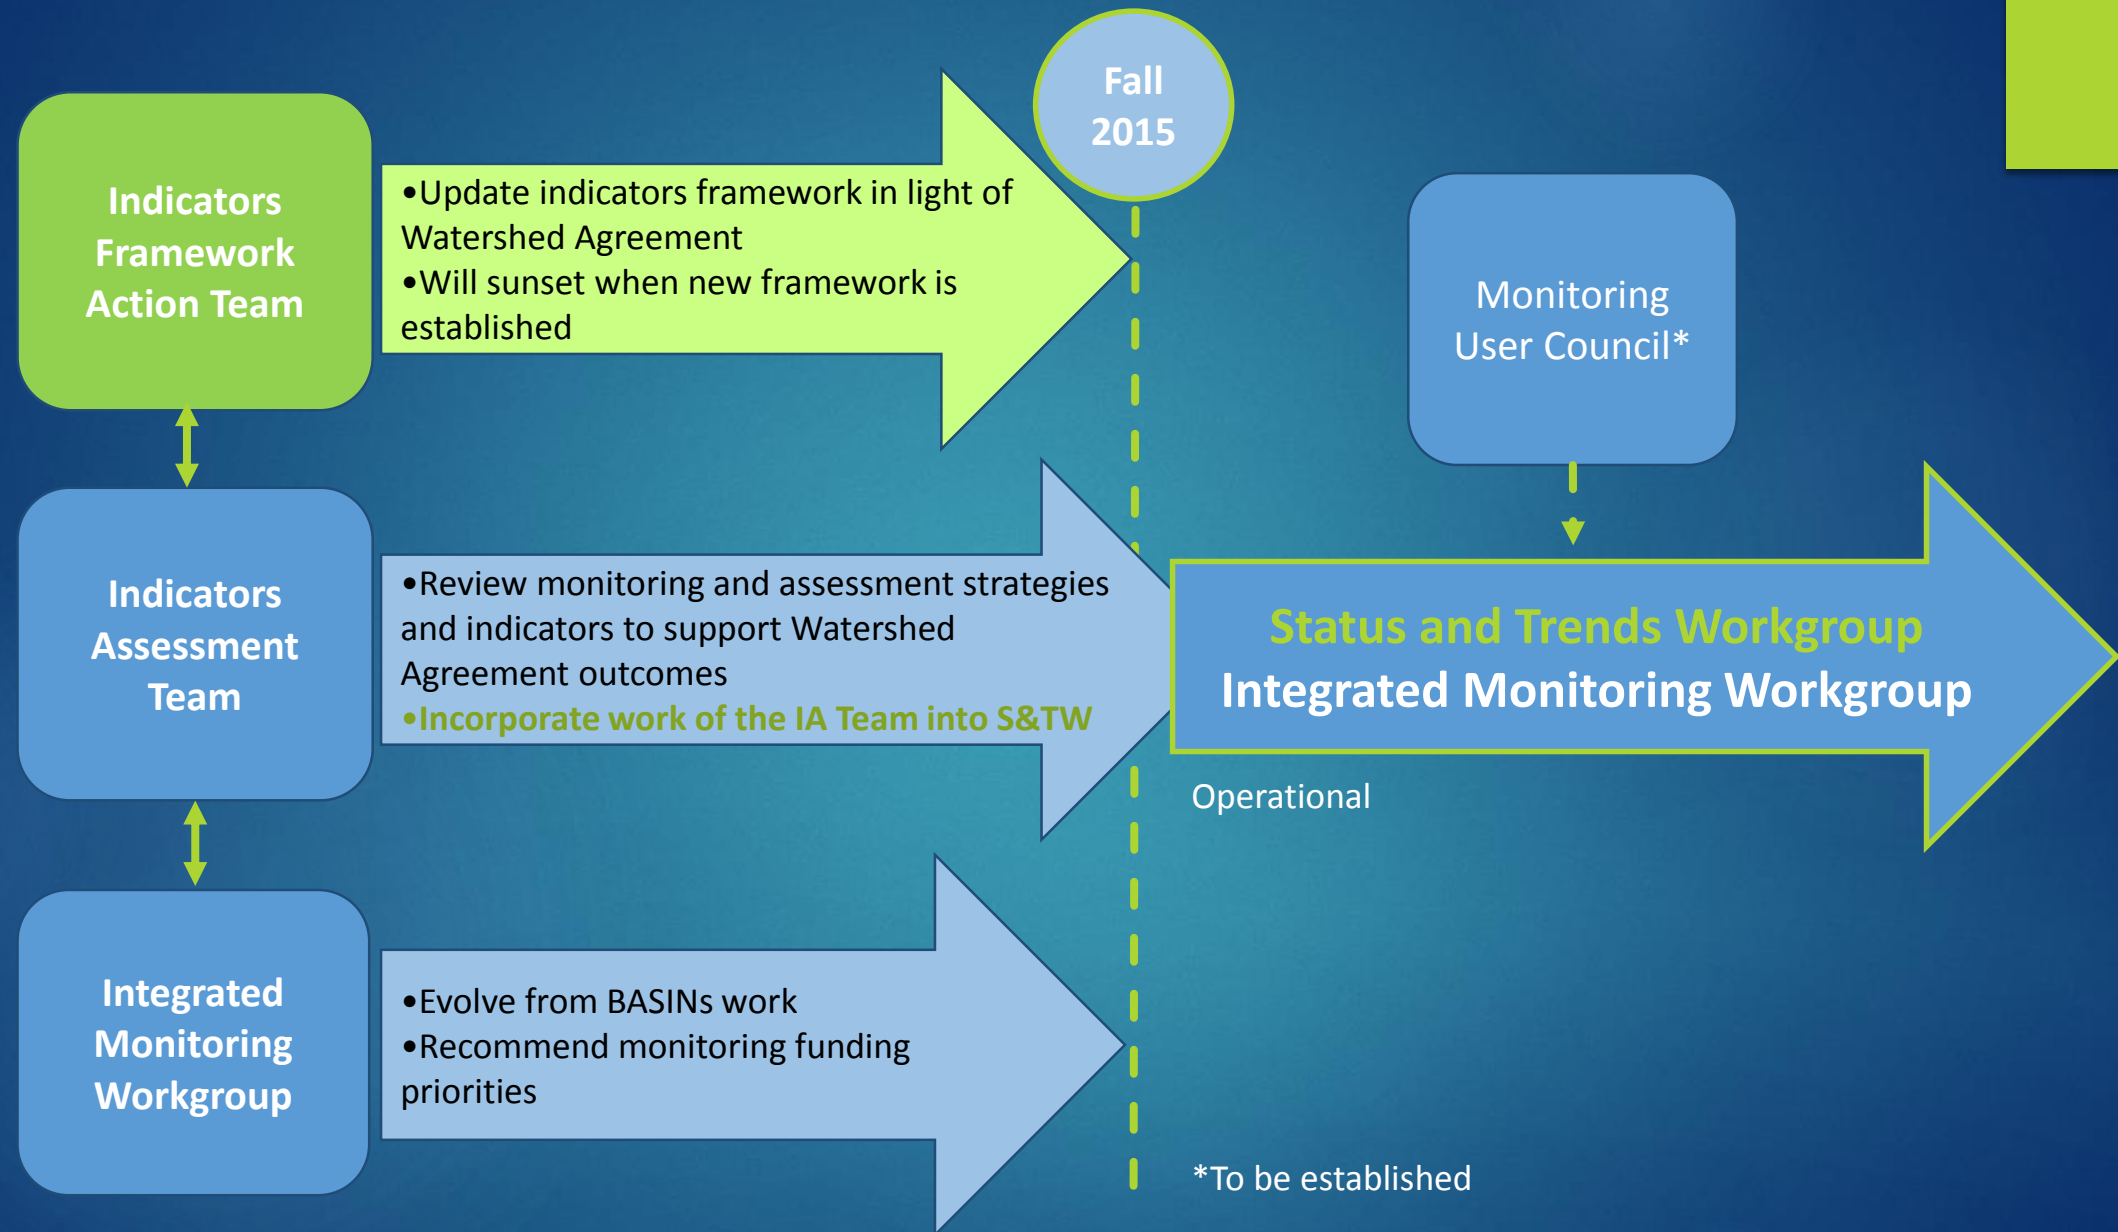 Fall
2015
Indicators
Framework
Action Team
•Update indicators framework in light of
Watershed Agreement
•Will sunset when new framework is
established
Monitoring
User Council*
Indicators
Assessment
Team
•Review monitoring and assessment strategies
and indicators to support Watershed
Agreement outcomes
•Incorporate work of the IA Team into S&TW
Status and Trends Workgroup
Integrated Monitoring Workgroup
Operational
Integrated
Monitoring
Workgroup
•Evolve from BASINs work
•Recommend monitoring funding
priorities
*To be established